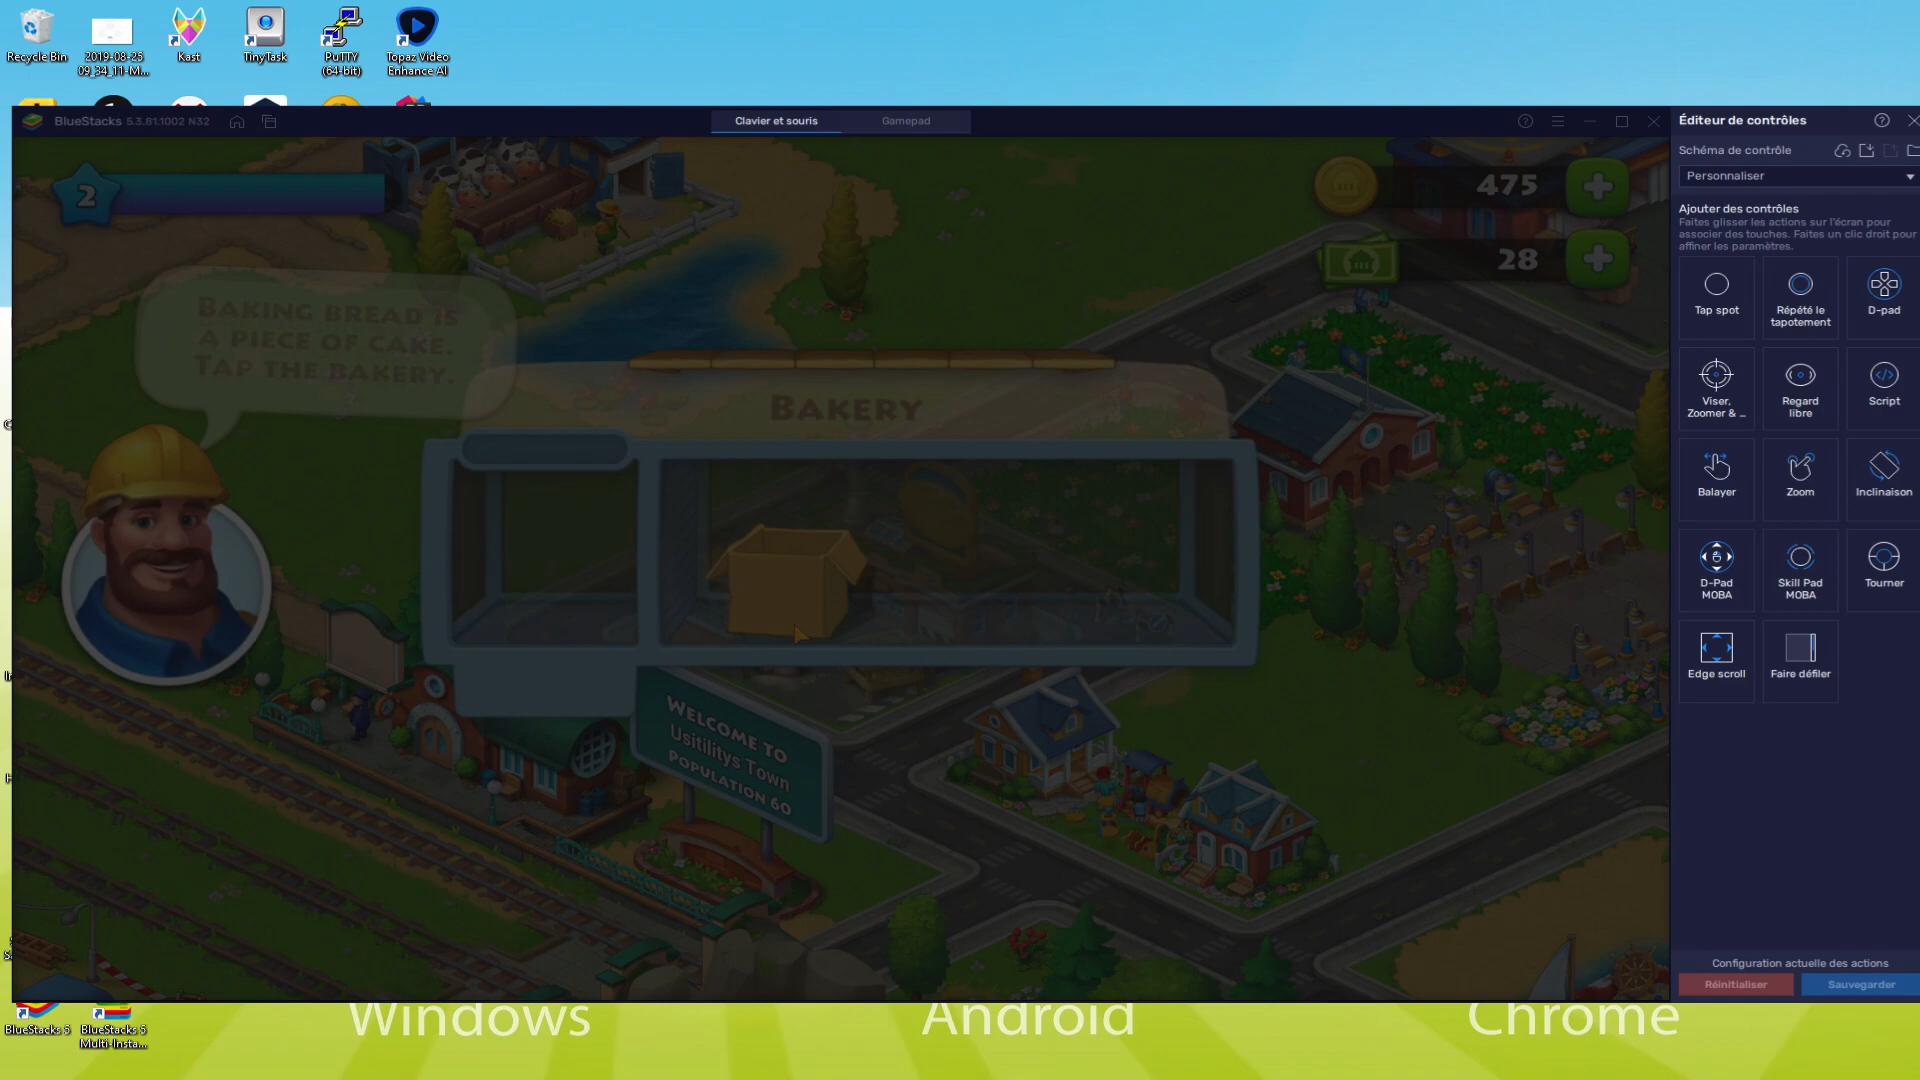 Recycle Bin
2019-08-25
09_34_11-M...
Kast
TinyTask
PuTTY
(64-bit)
Topaz Video
Enhance AI
BlueStacks 5.3.81.1002 N32
Clavier et souris
Gamepad
Éditeur de contrôles
Schéma de contrôle
Personnaliser
Ajouter des contrôles
Faites glisser les actions sur l'écran pour
associer des touches. Faites un clic droit pour
affiner les paramètres.
Tap spot
Répété le
tapotement
D-pad
Viser,
Zoomer & ...
Regard
libre
Script
Balayer
Zoom
Inclinaison
D-Pad
MOBA
Skill Pad
MOBA
Tourner
Edge scroll
Faire défiler
Configuration actuelle des actions
Réinitialiser
Sauvegarder
2
475
28
BAKING BREAD IS
A PIECE OF CAKE.
TAP THE BAKERY.
BAKERY
WELCOME TO
Usitilitys Town
POPULATION 60
BlueStacks 5
BlueStacks 5
Multi-Insta...
Windows
Android
Chrome